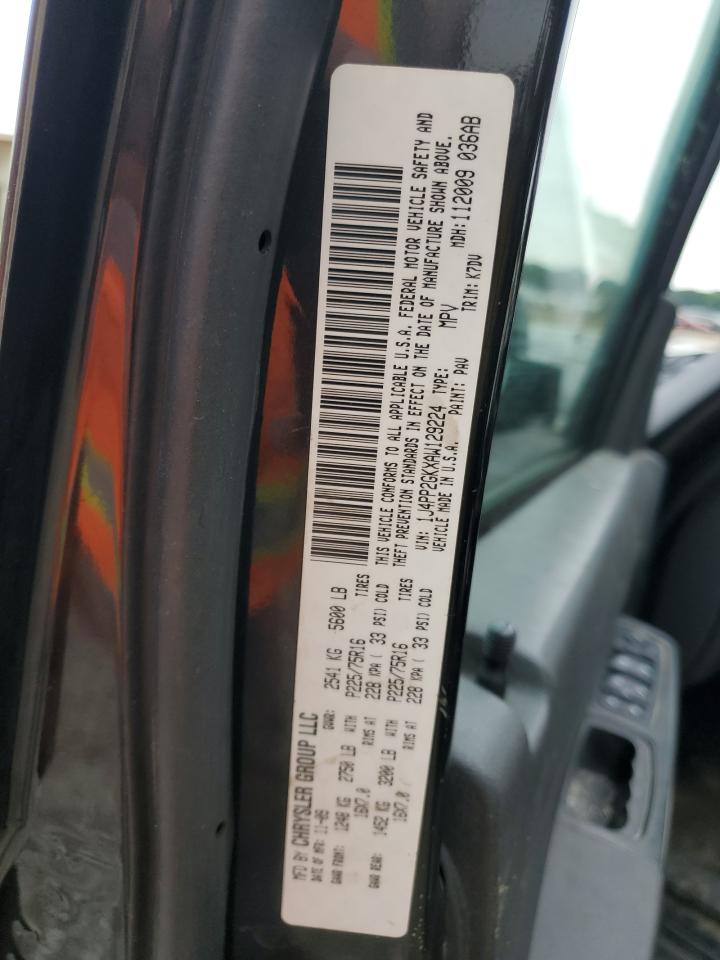 MFD BY CHRYSLER GROUP LLC
DATE OF MFR: 11-09 GVWR: 2541 KG 5600 LB
GAWR FRONT: 1248 KG 2750 LB WITH P225/75R16 TIRES
16X7.0 RIMS AT 228 KPA ( 33 PSI) COLD
GAWR REAR: 1452 KG 3200 LB WITH P225/75R16 TIRES
16X7.0 RIMS AT 228 KPA ( 33 PSI) COLD
THIS VEHICLE CONFORMS TO ALL APPLICABLE U.S.A. FEDERAL MOTOR VEHICLE SAFETY AND
THEFT PREVENTION STANDARDS IN EFFECT ON THE DATE OF MANUFACTURE SHOWN ABOVE.
VIN: 1J4PP2GKXAW129224 TYPE: MPV MDH: 112009 036AB
VEHICLE MADE IN U.S.A. PAINT: PAV TRIM: K7DV